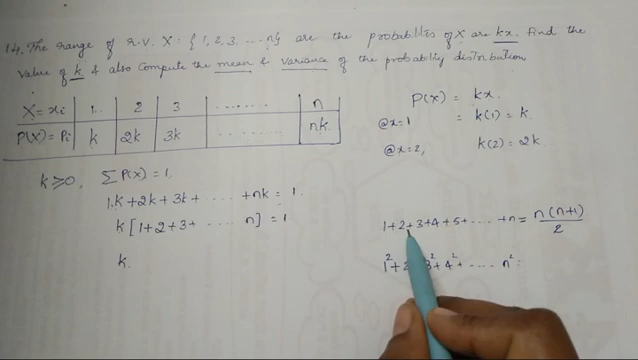 14. The range of r.v. X = {1, 2, 3, ... n} are the probabilities of X are kx. Find the
value of k & also compute the mean & variance of the probability distribution
X = xi 1 2 3 ........ n
P(X) = Pi k 2k 3k ........ nk
P(X) = kx.
@x=1 = k(1) = k.
@x=2, k(2) = 2k.
k ≥ 0, ∑ P(X) = 1,
1.k + 2k + 3k + ...... + nk = 1.
k [1 + 2 + 3 + ...... n] = 1
k.
1 + 2 + 3 + 4 + 5 + ..... + n = n(n+1)/2
1² + 2 3² + 4² + ..... n² =